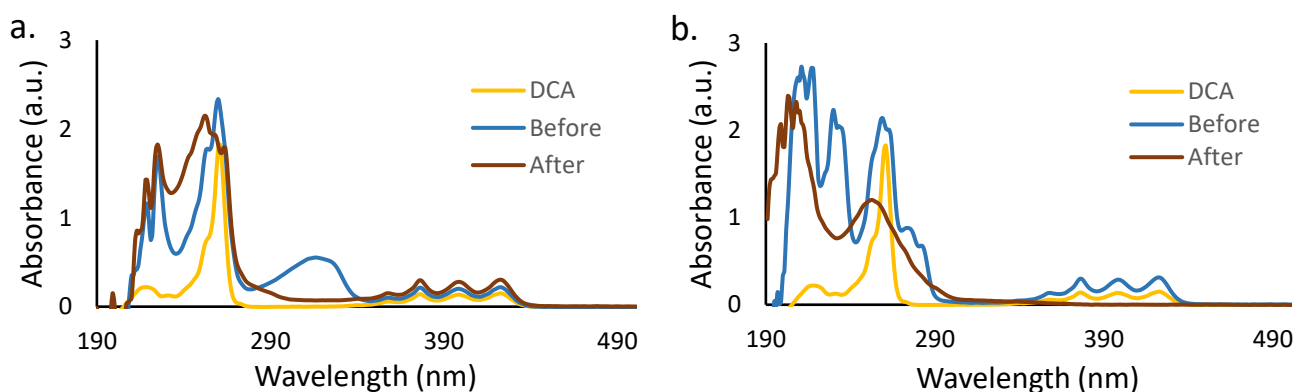 a.
Absorbance (a.u.)
3
2
1
0
190
290
390
490
Wavelength (nm)
DCA
Before
After
b.
Absorbance (a.u.)
3
2
1
0
190
290
390
490
Wavelength (nm)
DCA
Before
After